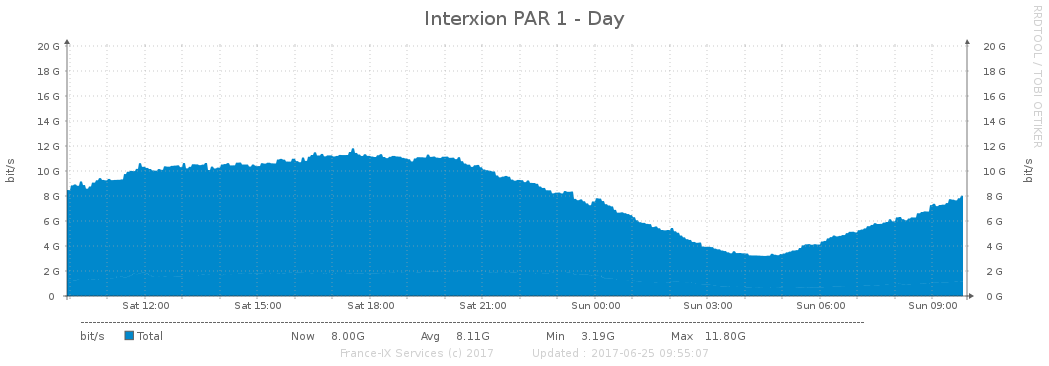 Interxion PAR 1 - Day
RRDTOOL / TOBI OETIKER
bit/s
20 G 20 G
18 G 18 G
16 G 16 G
14 G 14 G
12 G 12 G
10 G 10 G
8 G 8 G
6 G 6 G
4 G 4 G
2 G 2 G
0 0 G
bit/s
Sat 12:00 Sat 15:00 Sat 18:00 Sat 21:00 Sun 00:00 Sun 03:00 Sun 06:00 Sun 09:00
bit/s Total Now 8.00G Avg 8.11G Min 3.19G Max 11.80G
France-IX Services (c) 2017 Updated : 2017-06-25 09:55:07